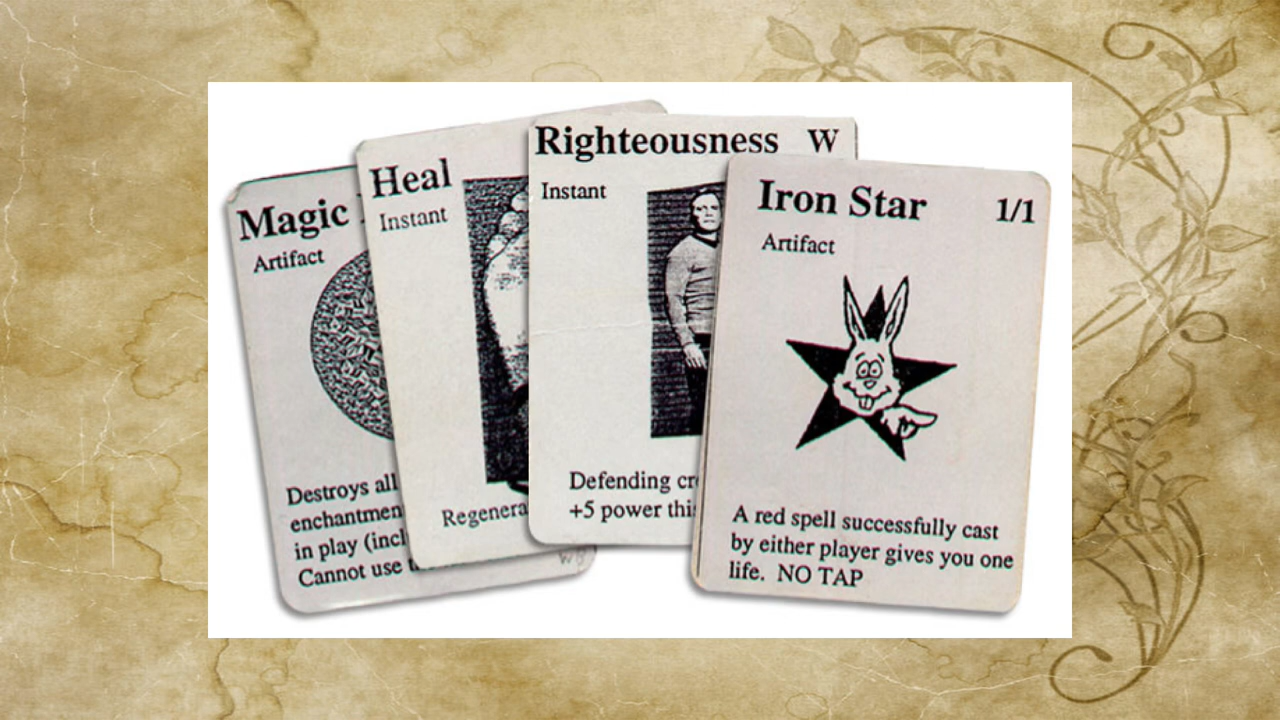 Magic
Artifact
Destroys all
enchantmen
in play (incl
Cannot use
Heal
Instant
Regenera
Righteousness W
Instant
Defending cr
+5 power this
Iron Star 1/1
Artifact
A red spell successfully cast
by either player gives you one
life. NO TAP